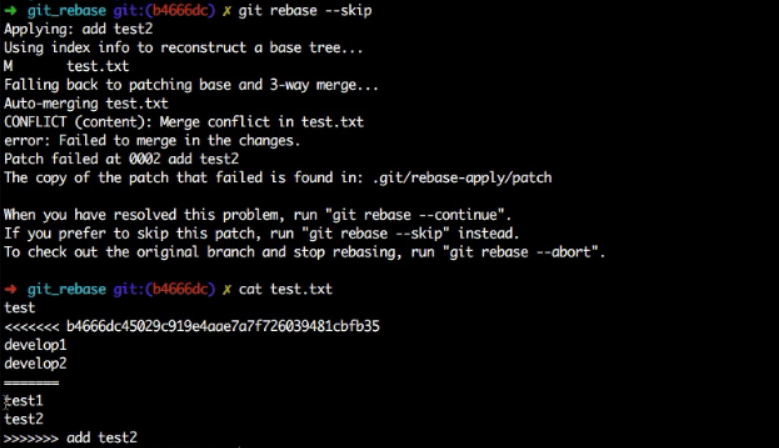 ➜ git_rebase git:(b4666dc) ✗ git rebase --skip
Applying: add test2
Using index info to reconstruct a base tree...
M       test.txt
Falling back to patching base and 3-way merge...
Auto-merging test.txt
CONFLICT (content): Merge conflict in test.txt
error: Failed to merge in the changes.
Patch failed at 0002 add test2
The copy of the patch that failed is found in: .git/rebase-apply/patch

When you have resolved this problem, run "git rebase --continue".
If you prefer to skip this patch, run "git rebase --skip" instead.
To check out the original branch and stop rebasing, run "git rebase --abort".

➜ git_rebase git:(b4666dc) ✗ cat test.txt
test
<<<<<<< b4666dc45029c919e4aae7a7f726039481cbfb35
develop1
develop2
=======
test1
test2
>>>>>>> add test2